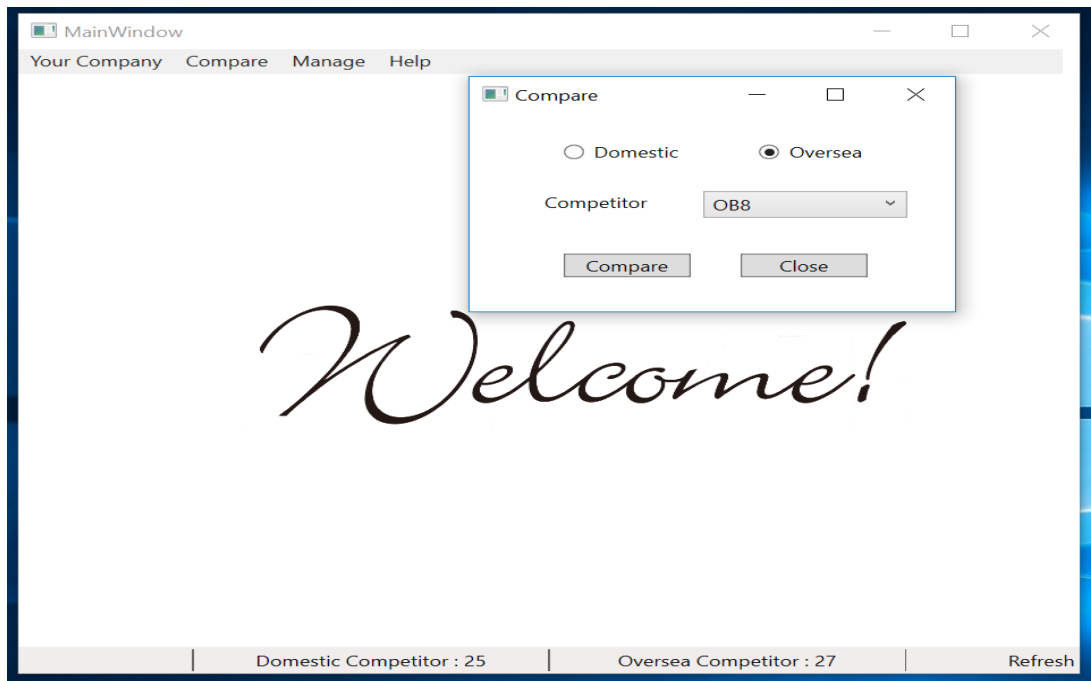 MainWindow
Your Company Compare Manage Help
Compare
Domestic Oversea
Competitor OB8
Compare Close
Welcome!
Domestic Competitor : 25 Oversea Competitor : 27 Refresh